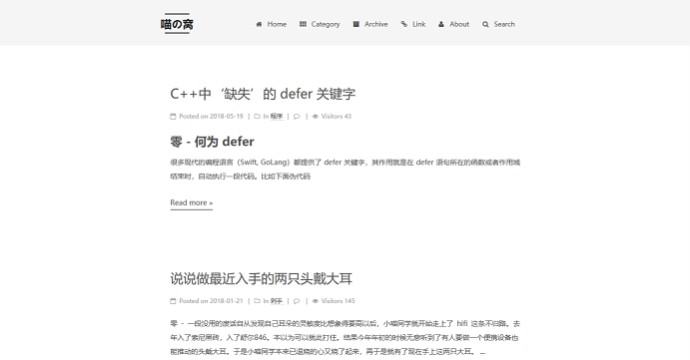 喵の窝
Home Category Archive Link About Search
C++中‘缺失’的 defer 关键字
Posted on 2018-05-19 | In 程序 | | Visitors 43
零 - 何为 defer
很多现代的编程语言（Swift, GoLang）都提供了 defer 关键字，其作用就是在 defer 语句所在的函数或者作用域
结束时，自动执行一段代码。比如下面伪代码
Read more »
说说做最近入手的两只头戴大耳
Posted on 2018-01-21 | In 剁手 | | Visitors 145
零 - 一段没用的废话自从发现自己耳朵的灵敏度比想象得要高以后，小喵同学就开始走上了 hifi 这条不归路。去
年入了索尼黑砖，入了舒尔846。本以为可以就此打住。结果今年年初的时候无意听到了有人要做一个便携设备也
能推动的头戴大耳。于是小喵同学本来已退烧的心又烧了起来，再于是就有了现在手上这两只大耳。 ...